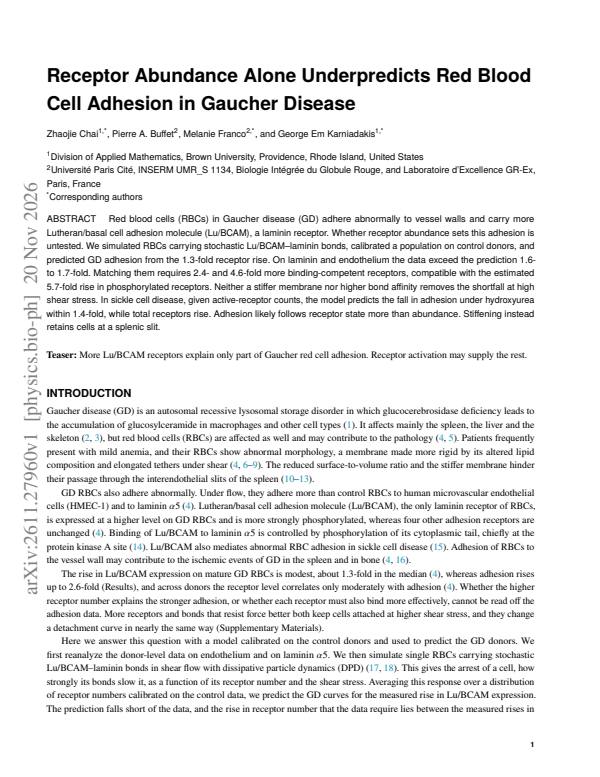 arXiv:2611.27960v1 [physics.bio-ph] 20 Nov 2026
Receptor Abundance Alone Underpredicts Red Blood
Cell Adhesion in Gaucher Disease
Zhaojie Chai1,*, Pierre A. Buffet2, Melanie Franco2,*, and George Em Karniadakis1,*
1Division of Applied Mathematics, Brown University, Providence, Rhode Island, United States
2Université Paris Cité, INSERM UMR_S 1134, Biologie Intégrée du Globule Rouge, and Laboratoire d'Excellence GR-Ex,
Paris, France
*Corresponding authors
ABSTRACT Red blood cells (RBCs) in Gaucher disease (GD) adhere abnormally to vessel walls and carry more
Lutheran/basal cell adhesion molecule (Lu/BCAM), a laminin receptor. Whether receptor abundance sets this adhesion is
untested. We simulated RBCs carrying stochastic Lu/BCAM–laminin bonds, calibrated a population on control donors, and
predicted GD adhesion from the 1.3-fold receptor rise. On laminin and endothelium the data exceed the prediction 1.6-
to 1.7-fold. Matching them requires 2.4- and 4.6-fold more binding-competent receptors, compatible with the estimated
5.7-fold rise in phosphorylated receptors. Neither a stiffer membrane nor higher bond affinity removes the shortfall at high
shear stress. In sickle cell disease, given active-receptor counts, the model predicts the fall in adhesion under hydroxyurea
within 1.4-fold, while total receptors rise. Adhesion likely follows receptor state more than abundance. Stiffening instead
retains cells at a splenic slit.
Teaser: More Lu/BCAM receptors explain only part of Gaucher red cell adhesion. Receptor activation may supply the rest.
INTRODUCTION
Gaucher disease (GD) is an autosomal recessive lysosomal storage disorder in which glucocerebrosidase deficiency leads to
the accumulation of glucosylceramide in macrophages and other cell types (1). It affects mainly the spleen, the liver and the
skeleton (2, 3), but red blood cells (RBCs) are affected as well and may contribute to the pathology (4, 5). Patients frequently
present with mild anemia, and their RBCs show abnormal morphology, a membrane made more rigid by its altered lipid
composition and elongated tethers under shear (4, 6–9). The reduced surface-to-volume ratio and the stiffer membrane hinder
their passage through the interendothelial slits of the spleen (10–13).
GD RBCs also adhere abnormally. Under flow, they adhere more than control RBCs to human microvascular endothelial
cells (HMEC-1) and to laminin α5 (4). Lutheran/basal cell adhesion molecule (Lu/BCAM), the only laminin receptor of RBCs,
is expressed at a higher level on GD RBCs and is more strongly phosphorylated, whereas four other adhesion receptors are
unchanged (4). Binding of Lu/BCAM to laminin α5 is controlled by phosphorylation of its cytoplasmic tail, chiefly at the
protein kinase A site (14). Lu/BCAM also mediates abnormal RBC adhesion in sickle cell disease (15). Adhesion of RBCs to
the vessel wall may contribute to the ischemic events of GD in the spleen and in bone (4, 16).
The rise in Lu/BCAM expression on mature GD RBCs is modest, about 1.3-fold in the median (4), whereas adhesion rises
up to 2.6-fold (Results), and across donors the receptor level correlates only moderately with adhesion (4). Whether the higher
receptor number explains the stronger adhesion, or whether each receptor must also bind more effectively, cannot be read off the
adhesion data. More receptors and bonds that resist force better both keep cells attached at higher shear stress, and they change
a detachment curve in nearly the same way (Supplementary Materials).
Here we answer this question with a model calibrated on the control donors and used to predict the GD donors. We
first reanalyze the donor-level data on endothelium and on laminin α5. We then simulate single RBCs carrying stochastic
Lu/BCAM–laminin bonds in shear flow with dissipative particle dynamics (DPD) (17, 18). This gives the arrest of a cell, how
strongly its bonds slow it, as a function of its receptor number and the shear stress. Averaging this response over a distribution
of receptor numbers calibrated on the control data, we predict the GD curves for the measured rise in Lu/BCAM expression.
The prediction falls short of the data, and the rise in receptor number that the data require lies between the measured rises in
1